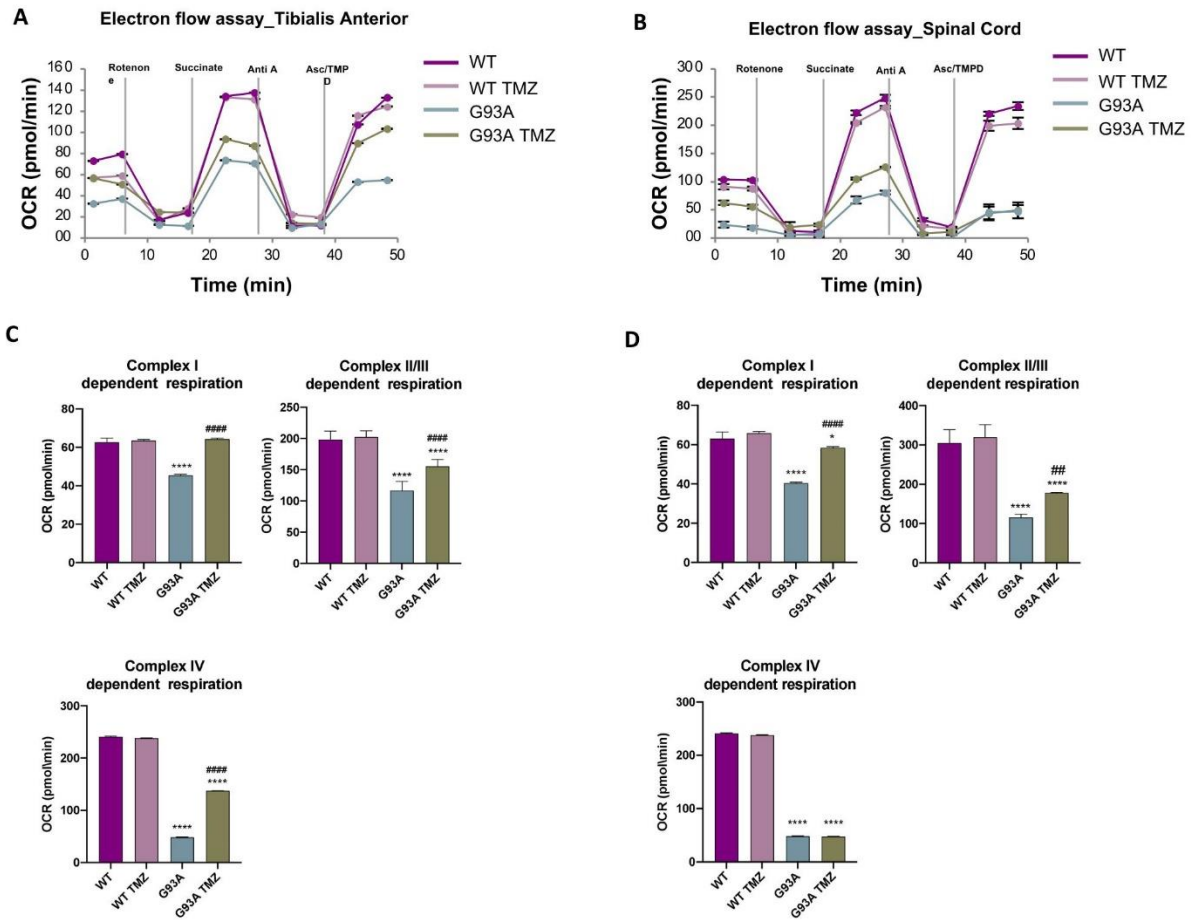 A
Electron flow assay_Tibialis Anterior
Rotenon
e
Succinate
Anti A
Asc/TMP
D
160
140
120
100
80
60
40
20
00
OCR (pmol/min)
0
10
20
30
40
50
Time (min)
WT
WT TMZ
G93A
G93A TMZ
B
Electron flow assay_Spinal Cord
Rotenone
Succinate
Anti A
Asc/TMPD
300
250
200
150
100
50
00
OCR (pmol/min)
0
10
20
30
40
50
Time (min)
WT
WT TMZ
G93A
G93A TMZ
C
Complex I
dependent respiration
80
60
40
20
0
OCR (pmol\min)
****
####
WT
WT TMZ
G93A
G93A TMZ
Complex II/III
dependent respiration
250
200
150
100
50
0
OCR (pmol\min)
****
####
****
WT
WT TMZ
G93A
G93A TMZ
Complex IV
dependent respiration
300
200
100
0
OCR (pmol\min)
****
####
****
WT
WT TMZ
G93A
G93A TMZ
D
Complex I
dependent respiration
80
60
40
20
0
OCR (pmol\min)
****
####
*
WT
WT TMZ
G93A
G93A TMZ
Complex II/III
dependent respiration
400
300
200
100
0
OCR (pmol\min)
****
##
****
WT
WT TMZ
G93A
G93A TMZ
Complex IV
dependent respiration
300
200
100
0
OCR (pmol\min)
****
****
WT
WT TMZ
G93A
G93A TMZ